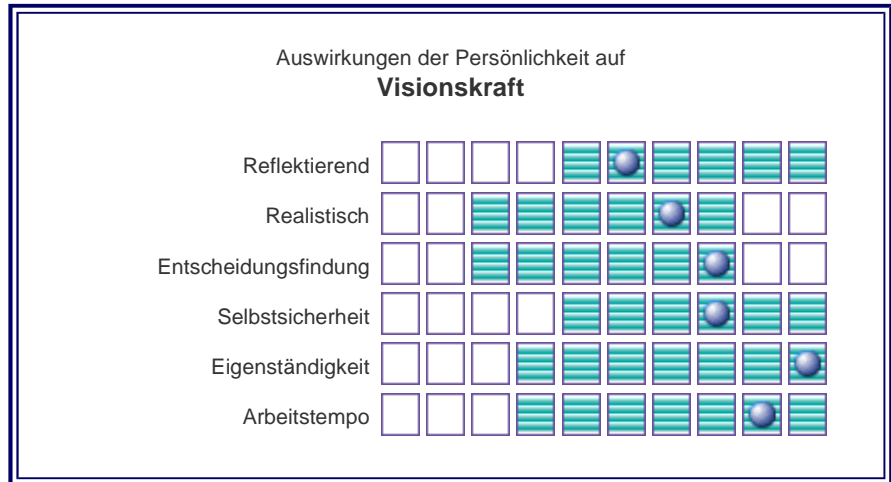 Auswirkungen der Persönlichkeit auf
Visionskraft
Reflektierend
Realistisch
Entscheidungsfindung
Selbstsicherheit
Eigenständigkeit
Arbeitstempo